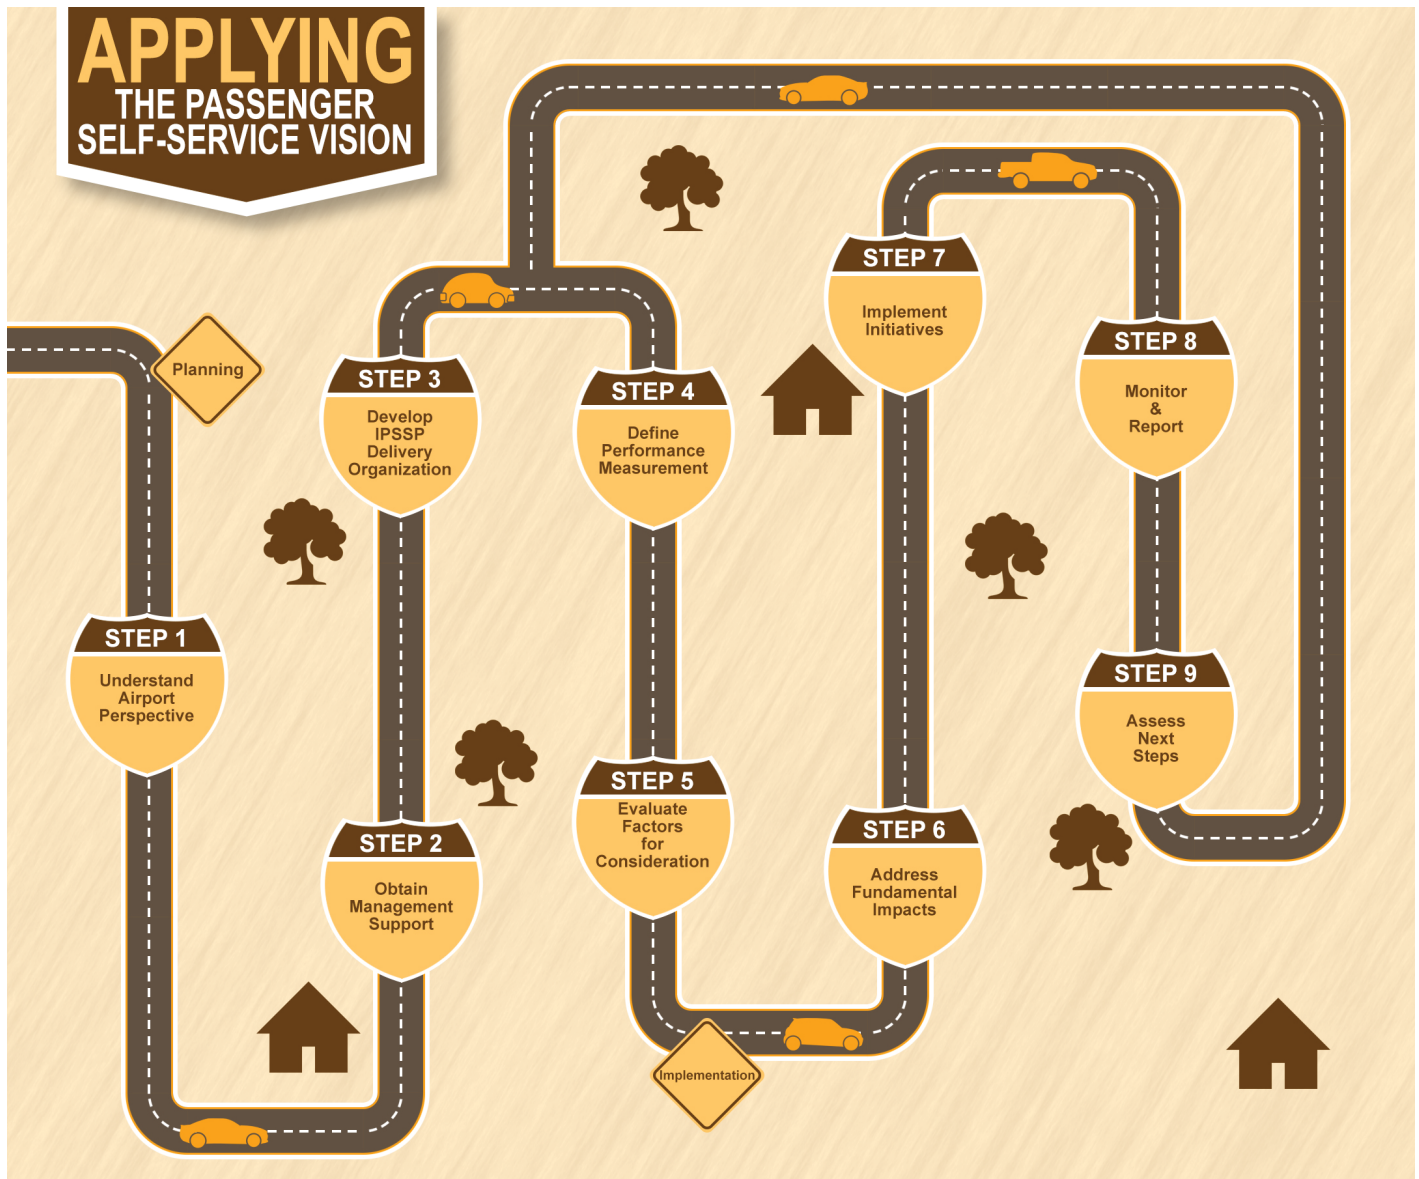 APPLYING
THE PASSENGER
SELF-SERVICE VISION
Planning
STEP 1
Understand
Airport
Perspective
STEP 2
Obtain
Management
Support
STEP 3
Develop
IPSSP
Delivery
Organization
STEP 4
Define
Performance
Measurement
STEP 5
Evaluate
Factors
for
Consideration
Implementation
STEP 6
Address
Fundamental
Impacts
STEP 7
Implement
Initiatives
STEP 8
Monitor
&
Report
STEP 9
Assess
Next
Steps